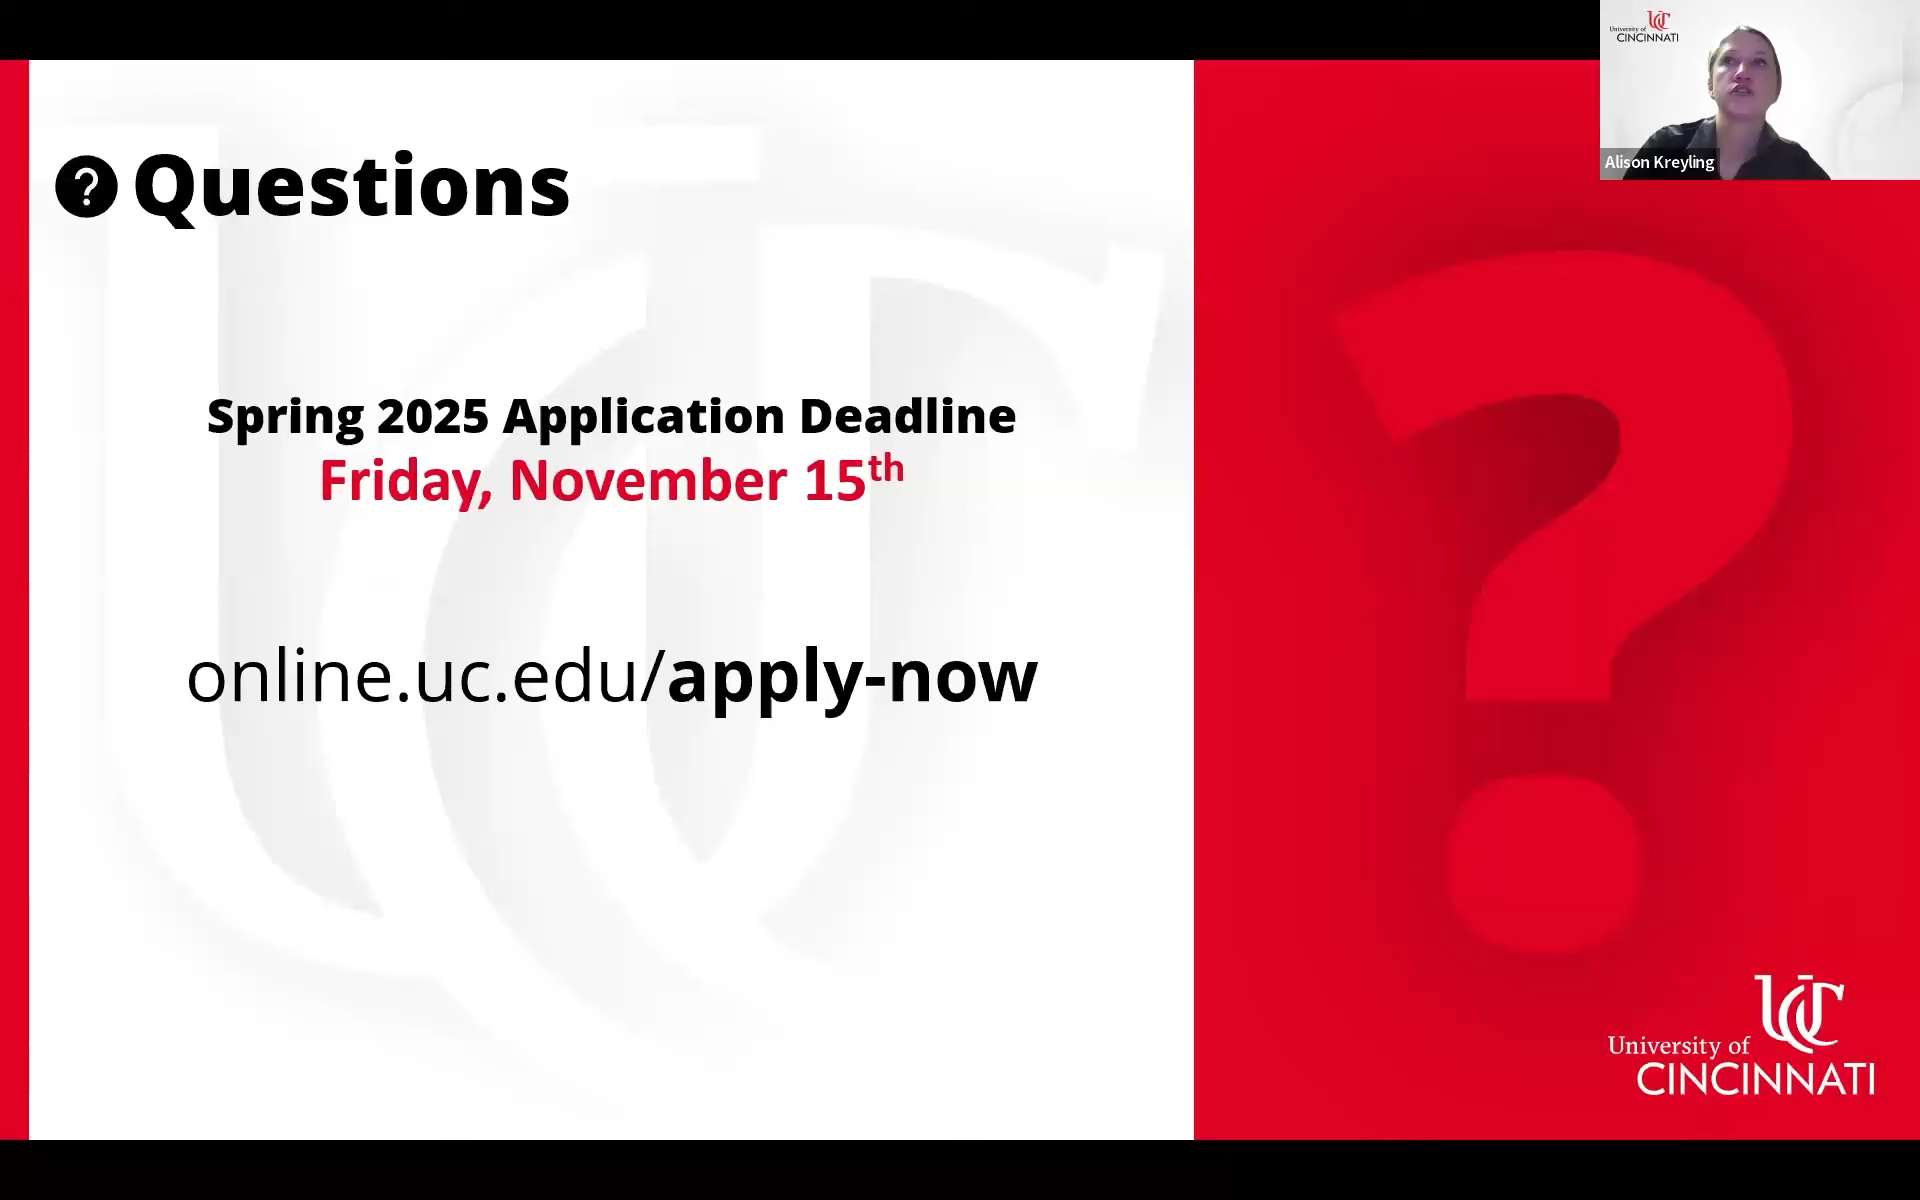 University of
CINCINNATI
Alison Kreyling
? Questions
Spring 2025 Application Deadline
Friday, November 15th
online.uc.edu/apply-now
?
UC
University of
CINCINNATI